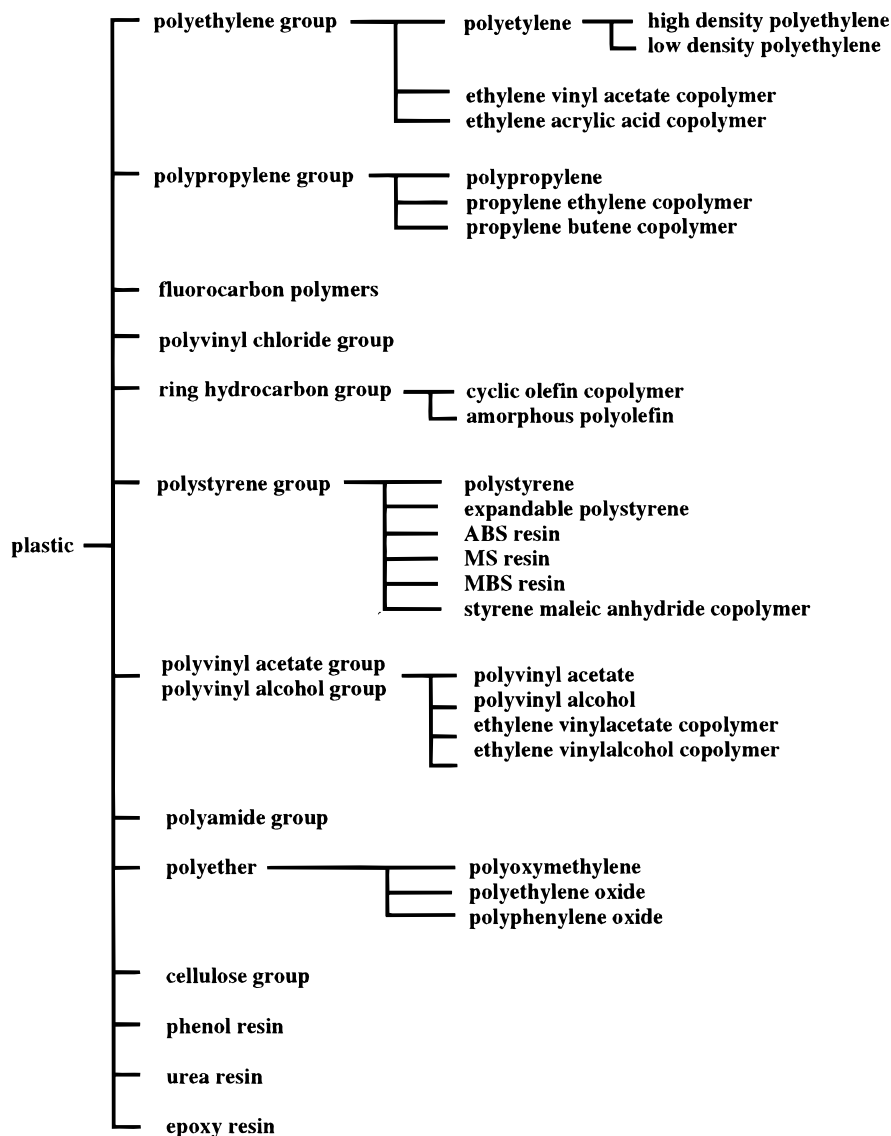 polyethylene group
polyetylene
high density polyethylene
low density polyethylene
ethylene vinyl acetate copolymer
ethylene acrylic acid copolymer
polypropylene group
polypropylene
propylene ethylene copolymer
propylene butene copolymer
fluorocarbon polymers
polyvinyl chloride group
ring hydrocarbon group
cyclic olefin copolymer
amorphous polyolefin
polystyrene group
polystyrene
expandable polystyrene
ABS resin
plastic
MS resin
MBS resin
styrene maleic anhydride copolymer
polyvinyl acetate group
polyvinyl alcohol group
polyvinyl acetate
polyvinyl alcohol
ethylene vinylacetate copolymer
ethylene vinylalcohol copolymer
polyamide group
polyether
polyoxymethylene
polyethylene oxide
polyphenylene oxide
cellulose group
phenol resin
urea resin
epoxy resin